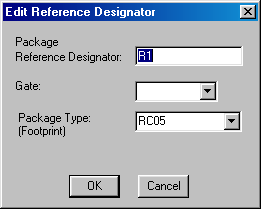 Edit Reference Designator
Package
Reference Designator: R1
Gate:
Package Type: RC05
(Footprint)
OK Cancel